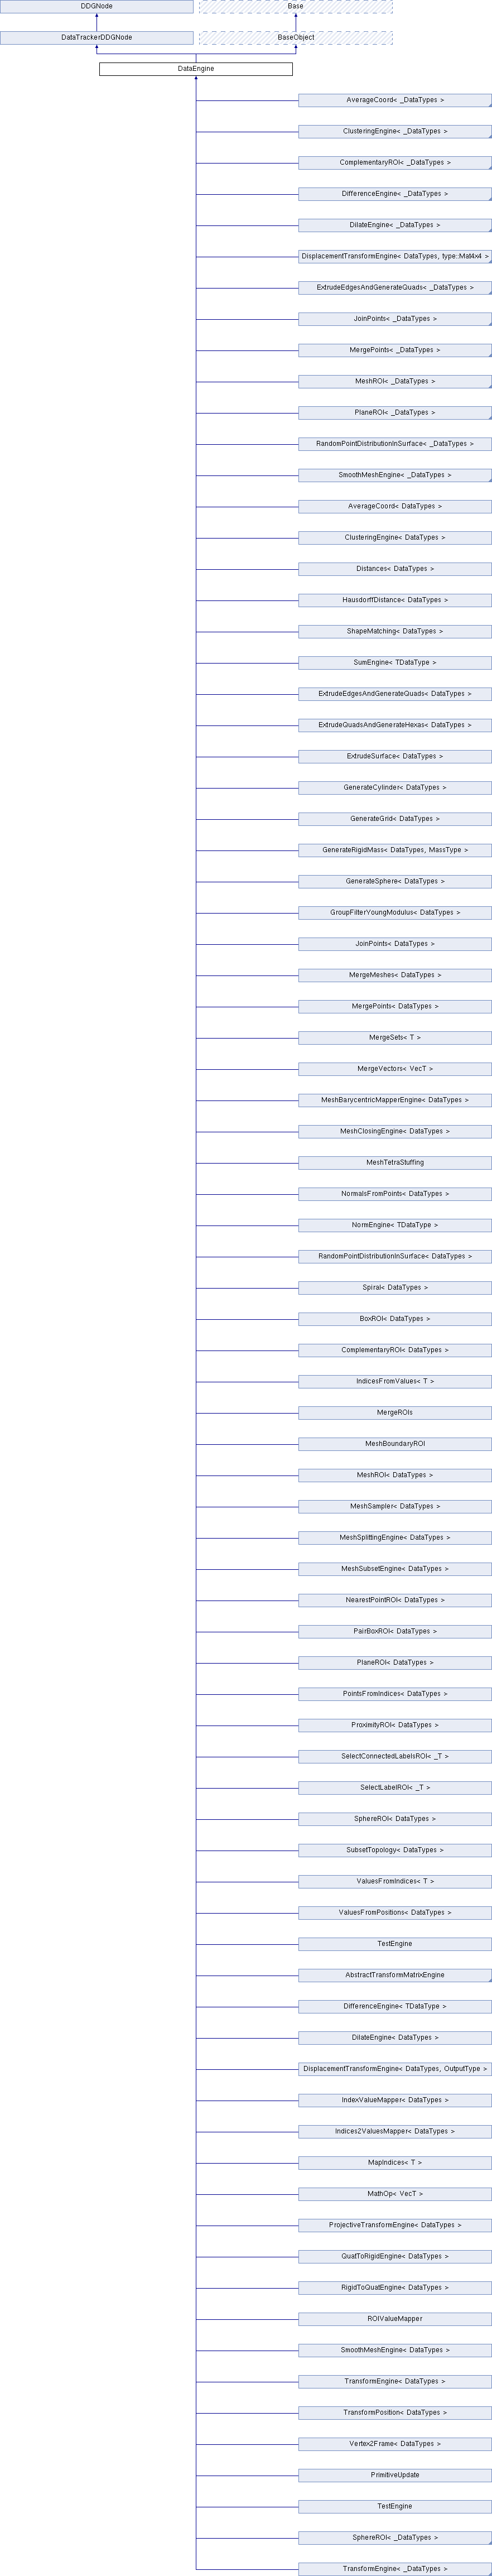 DDGNode
Base
DataTrackerDDGNode
BaseObject
DataEngine
AverageCoord< _DataTypes >
ClusteringEngine< _DataTypes >
ComplementaryROI< _DataTypes >
DifferenceEngine< _DataTypes >
DilateEngine< _DataTypes >
DisplacementTransformEngine< DataTypes, type::Mat4x4 >
ExtrudeEdgesAndGenerateQuads< _DataTypes >
JoinPoints< _DataTypes >
MergePoints< _DataTypes >
MeshROI< _DataTypes >
PlaneROI< _DataTypes >
RandomPointDistributionInSurface< _DataTypes >
SmoothMeshEngine< _DataTypes >
AverageCoord< DataTypes >
ClusteringEngine< DataTypes >
Distances< DataTypes >
HausdorffDistance< DataTypes >
ShapeMatching< DataTypes >
SumEngine< TDataType >
ExtrudeEdgesAndGenerateQuads< DataTypes >
ExtrudeQuadsAndGenerateHexas< DataTypes >
ExtrudeSurface< DataTypes >
GenerateCylinder< DataTypes >
GenerateGrid< DataTypes >
GenerateRigidMass< DataTypes, MassType >
GenerateSphere< DataTypes >
GroupFilterYoungModulus< DataTypes >
JoinPoints< DataTypes >
MergeMeshes< DataTypes >
MergePoints< DataTypes >
MergeSets< T >
MergeVectors< VecT >
MeshBarycentricMapperEngine< DataTypes >
MeshClosingEngine< DataTypes >
MeshTetraStuffing
NormalsFromPoints< DataTypes >
NormEngine< TDataType >
RandomPointDistributionInSurface< DataTypes >
Spiral< DataTypes >
BoxROI< DataTypes >
ComplementaryROI< DataTypes >
IndicesFromValues< T >
MergeROIs
MeshBoundaryROI
MeshROI< DataTypes >
MeshSampler< DataTypes >
MeshSplittingEngine< DataTypes >
MeshSubsetEngine< DataTypes >
NearestPointROI< DataTypes >
PairBoxROI< DataTypes >
PlaneROI< DataTypes >
PointsFromIndices< DataTypes >
ProximityROI< DataTypes >
SelectConnectedLabelsROI< _T >
SelectLabelROI< _T >
SphereROI< DataTypes >
SubsetTopology< DataTypes >
ValuesFromIndices< T >
ValuesFromPositions< DataTypes >
TestEngine
AbstractTransformMatrixEngine
DifferenceEngine< TDataType >
DilateEngine< DataTypes >
DisplacementTransformEngine< DataTypes, OutputType >
IndexValueMapper< DataTypes >
Indices2ValuesMapper< DataTypes >
MapIndices< T >
MathOp< VecT >
ProjectiveTransformEngine< DataTypes >
QuatToRigidEngine< DataTypes >
RigidToQuatEngine< DataTypes >
ROIValueMapper
SmoothMeshEngine< DataTypes >
TransformEngine< DataTypes >
TransformPosition< DataTypes >
Vertex2Frame< DataTypes >
PrimitiveUpdate
TestEngine
SphereROI< _DataTypes >
TransformEngine< _DataTypes >